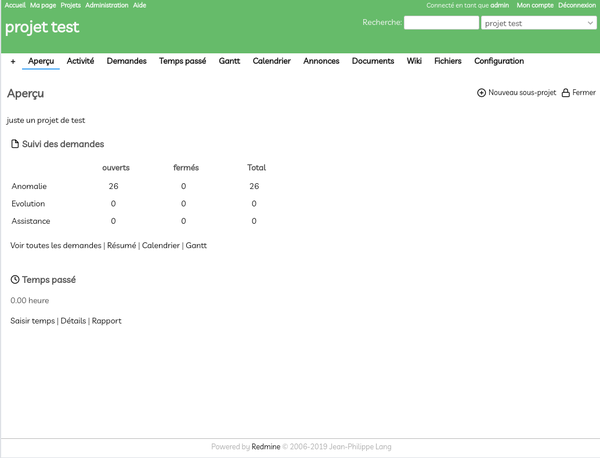 Accueil Ma page Projets Administration Aide Connecté en tant que admin Mon compte Déconnexion
projet test Recherche: projet test
+ Aperçu Activité Demandes Temps passé Gantt Calendrier Annonces Documents Wiki Fichiers Configuration
Aperçu Nouveau sous-projet Fermer
juste un projet de test
Suivi des demandes
ouverts fermés Total
Anomalie 26 0 26
Evolution 0 0 0
Assistance 0 0 0
Voir toutes les demandes | Résumé | Calendrier | Gantt
Temps passé
0.00 heure
Saisir temps | Détails | Rapport
Powered by Redmine © 2006-2019 Jean-Philippe Lang